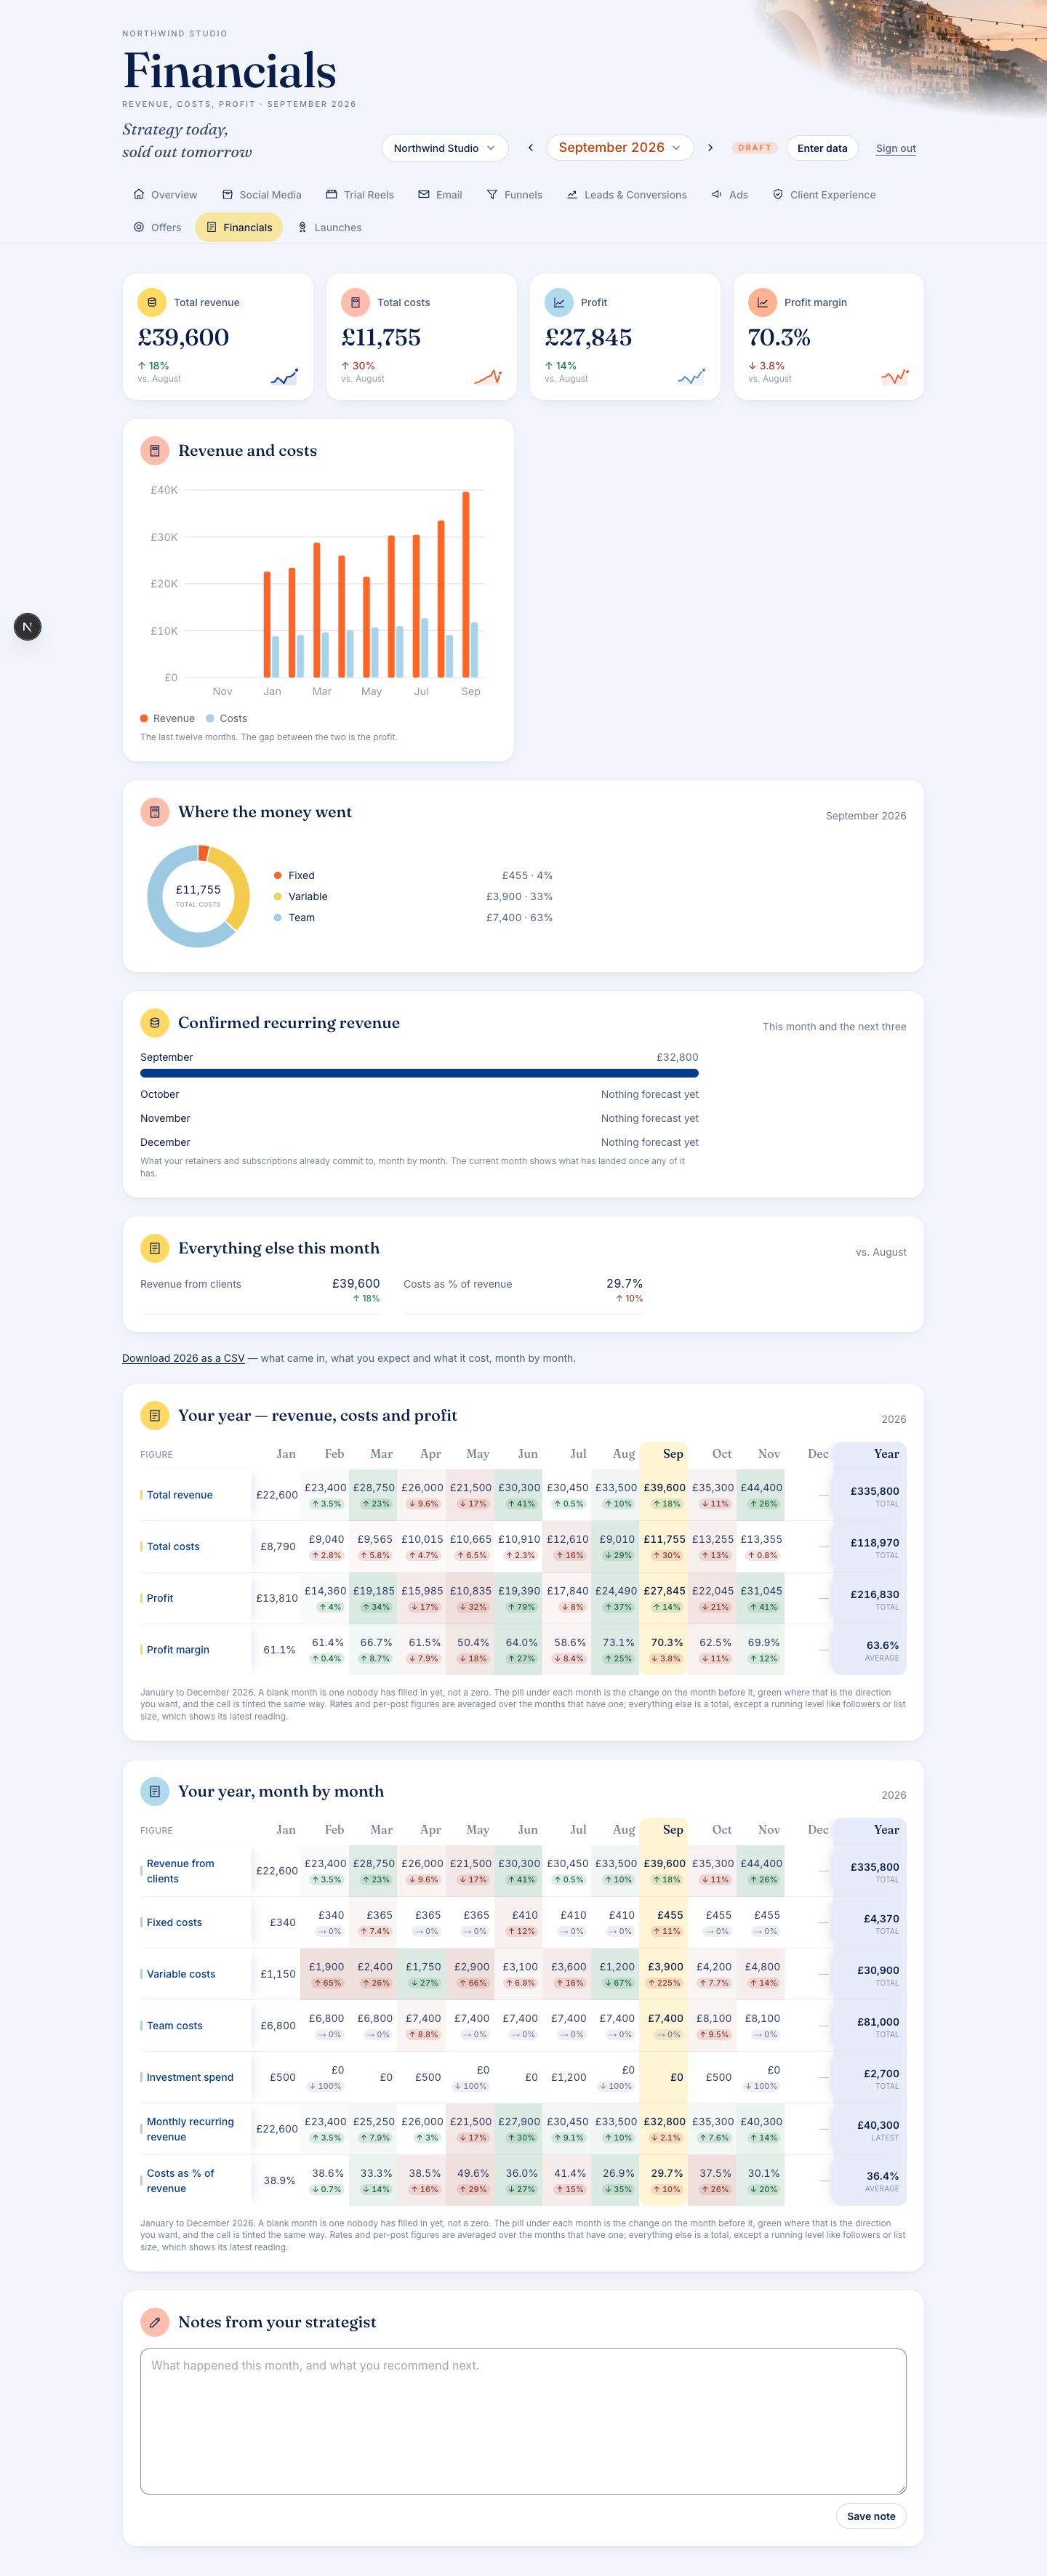 NORTHWIND STUDIO
Financials
REVENUE, COSTS, PROFIT · SEPTEMBER 2026
Strategy today,
sold out tomorrow
Northwind Studio
September 2026
DRAFT
Enter data
Sign out
Overview
Social Media
Trial Reels
Email
Funnels
Leads & Conversions
Ads
Client Experience
Offers
Financials
Launches
Total revenue
£39,600
↑ 18%
vs. August
Total costs
£11,755
↑ 30%
vs. August
Profit
£27,845
↑ 14%
vs. August
Profit margin
70.3%
↓ 3.8%
vs. August
Revenue and costs
£40K
£30K
£20K
£10K
£0
Nov Jan Mar May Jul Sep
Revenue Costs
The last twelve months. The gap between the two is the profit.
N
Where the money went
September 2026
£11,755
TOTAL COSTS
Fixed £455 · 4%
Variable £3,900 · 33%
Team £7,400 · 63%
Confirmed recurring revenue
This month and the next three
September £32,800
October Nothing forecast yet
November Nothing forecast yet
December Nothing forecast yet
What your retainers and subscriptions already commit to, month by month. The current month shows what has landed once any of it
has.
Everything else this month
vs. August
Revenue from clients £39,600
↑ 18%
Costs as % of revenue 29.7%
↑ 10%
Download 2026 as a CSV — what came in, what you expect and what it cost, month by month.
Your year — revenue, costs and profit
2026
FIGURE Jan Feb Mar Apr May Jun Jul Aug Sep Oct Nov Dec Year
Total revenue £22,600 £23,400 £28,750 £26,000 £21,500 £30,300 £30,450 £33,500 £39,600 £35,300 £44,400 — £335,800
↑ 3.5% ↑ 23% ↓ 9.6% ↓ 17% ↑ 41% ↑ 0.5% ↑ 10% ↑ 18% ↓ 11% ↑ 26% TOTAL
Total costs £8,790 £9,040 £9,565 £10,015 £10,665 £10,910 £12,610 £9,010 £11,755 £13,255 £13,355 — £118,970
↑ 2.8% ↑ 5.8% ↑ 4.7% ↑ 6.5% ↑ 2.3% ↑ 16% ↓ 29% ↑ 30% ↑ 13% ↑ 0.8% TOTAL
Profit £13,810 £14,360 £19,185 £15,985 £10,835 £19,390 £17,840 £24,490 £27,845 £22,045 £31,045 — £216,830
↑ 4% ↑ 34% ↓ 17% ↓ 32% ↑ 79% ↓ 8% ↑ 37% ↑ 14% ↓ 21% ↑ 41% TOTAL
Profit margin 61.1% 61.4% 66.7% 61.5% 50.4% 64.0% 58.6% 73.1% 70.3% 62.5% 69.9% — 63.6%
↑ 0.4% ↑ 8.7% ↓ 7.9% ↓ 18% ↑ 27% ↓ 8.4% ↑ 25% ↓ 3.8% ↓ 11% ↑ 12% AVERAGE
January to December 2026. A blank month is one nobody has filled in yet, not a zero. The pill under each month is the change on the month before it, green where that is the direction
you want, and the cell is tinted the same way. Rates and per-post figures are averaged over the months that have one; everything else is a total, except a running level like followers or list
size, which shows its latest reading.
Your year, month by month
2026
FIGURE Jan Feb Mar Apr May Jun Jul Aug Sep Oct Nov Dec Year
Revenue from clients £22,600 £23,400 £28,750 £26,000 £21,500 £30,300 £30,450 £33,500 £39,600 £35,300 £44,400 — £335,800
↑ 3.5% ↑ 23% ↓ 9.6% ↓ 17% ↑ 41% ↑ 0.5% ↑ 10% ↑ 18% ↓ 11% ↑ 26% TOTAL
Fixed costs £340 £340 £365 £365 £365 £410 £410 £410 £455 £455 £455 — £4,370
→ 0% ↑ 7.4% → 0% → 0% ↑ 12% → 0% → 0% ↑ 11% → 0% → 0% TOTAL
Variable costs £1,150 £1,900 £2,400 £1,750 £2,900 £3,100 £3,600 £1,200 £3,900 £4,200 £4,800 — £30,900
↑ 65% ↑ 26% ↓ 27% ↑ 66% ↑ 6.9% ↑ 16% ↓ 67% ↑ 225% ↑ 7.7% ↑ 14% TOTAL
Team costs £6,800 £6,800 £6,800 £7,400 £7,400 £7,400 £7,400 £7,400 £7,400 £8,100 £8,100 — £81,000
→ 0% → 0% ↑ 8.8% → 0% → 0% → 0% → 0% → 0% ↑ 9.5% → 0% TOTAL
Investment spend £500 £0 £0 £500 £0 £0 £1,200 £0 £0 £500 £0 — £2,700
↓ 100% ↓ 100% ↓ 100% ↓ 100% TOTAL
Monthly recurring revenue £22,600 £23,400 £25,250 £26,000 £21,500 £27,900 £30,450 £33,500 £32,800 £35,300 £40,300 — £40,300
↑ 3.5% ↑ 7.9% ↑ 3% ↓ 17% ↑ 30% ↑ 9.1% ↑ 10% ↓ 2.1% ↑ 7.6% ↑ 14% LATEST
Costs as % of revenue 38.9% 38.6% 33.3% 38.5% 49.6% 36.0% 41.4% 26.9% 29.7% 37.5% 30.1% — 36.4%
↓ 0.7% ↓ 14% ↑ 16% ↑ 29% ↓ 27% ↑ 15% ↓ 35% ↑ 10% ↑ 26% ↓ 20% AVERAGE
January to December 2026. A blank month is one nobody has filled in yet, not a zero. The pill under each month is the change on the month before it, green where that is the direction
you want, and the cell is tinted the same way. Rates and per-post figures are averaged over the months that have one; everything else is a total, except a running level like followers or list
size, which shows its latest reading.
Notes from your strategist
What happened this month, and what you recommend next.
Save note